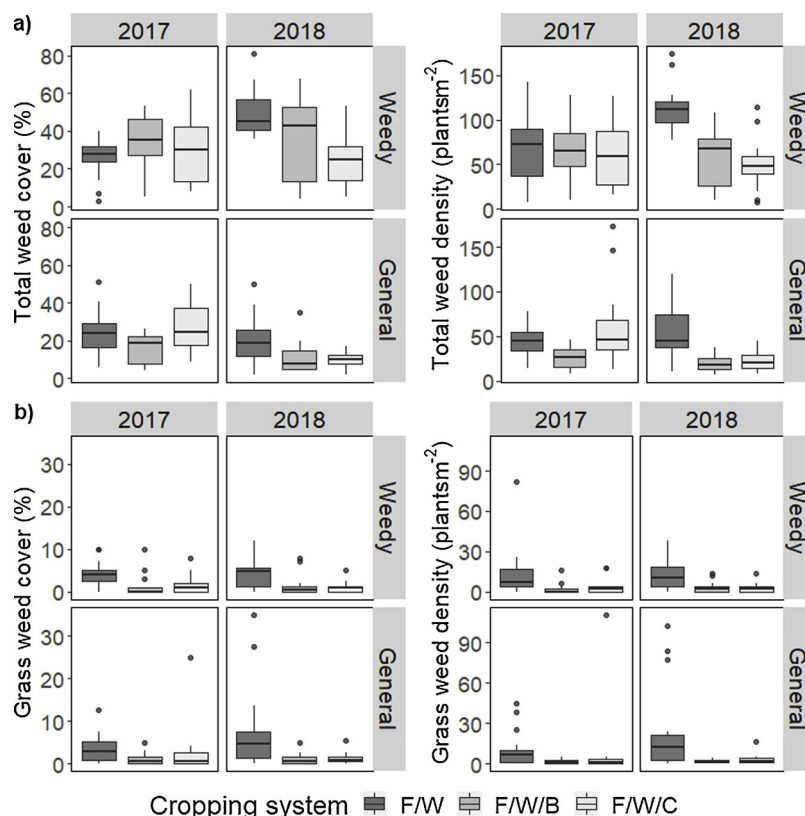 a)
2017 2018
Total weed cover (%)
80
60
40
20
0
Weedy
80
60
40
20
0
General
2017 2018
Total weed density (plantsm-2)
150
100
50
0
Weedy
150
100
50
0
General
b)
2017 2018
Grass weed cover (%)
30
20
10
0
Weedy
30
20
10
0
General
2017 2018
Grass weed density (plantsm-2)
90
60
30
0
Weedy
90
60
30
0
General
Cropping system F/W F/W/B F/W/C